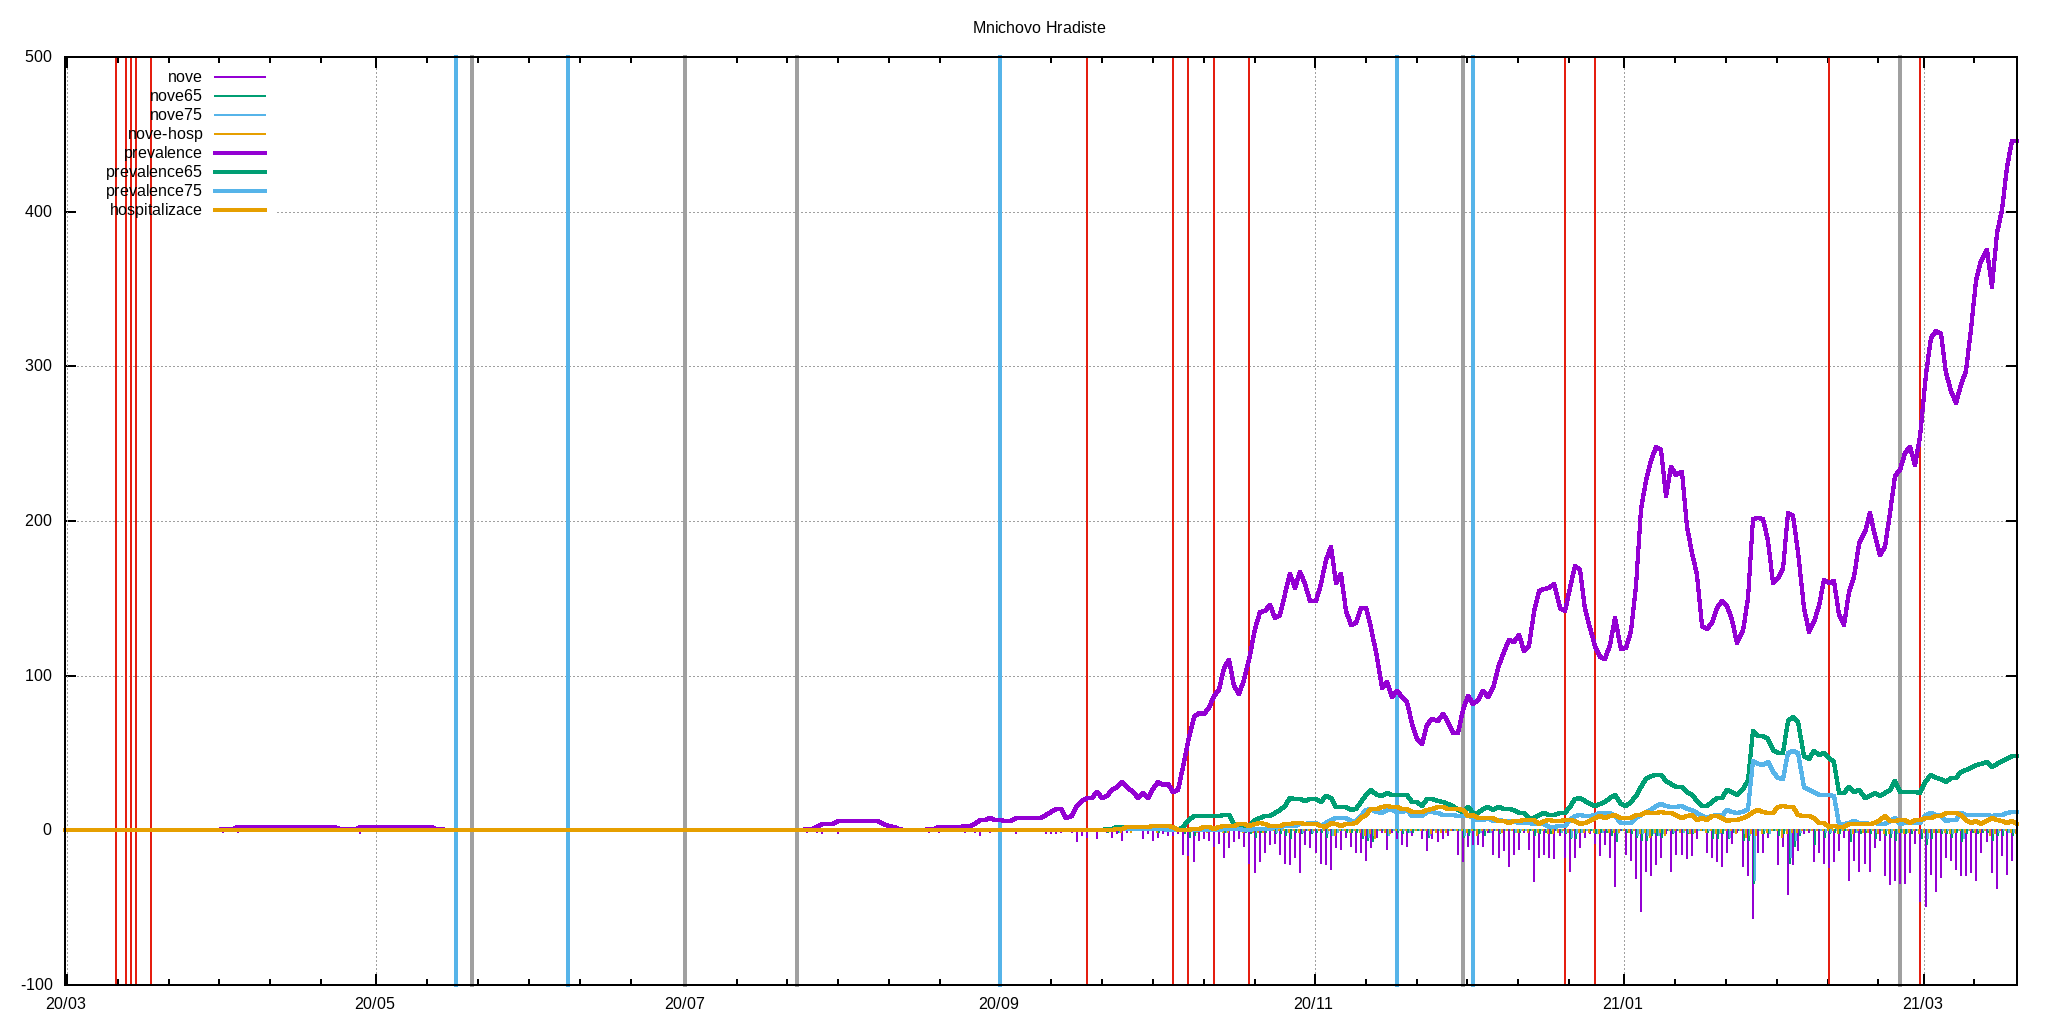 Mnichovo Hradiste
500
400
300
200
100
0
-100
nove
nove65
nove75
nove-hosp
prevalence
prevalence65
prevalence75
hospitalizace
20/03 20/05 20/07 20/09 20/11 21/01 21/03